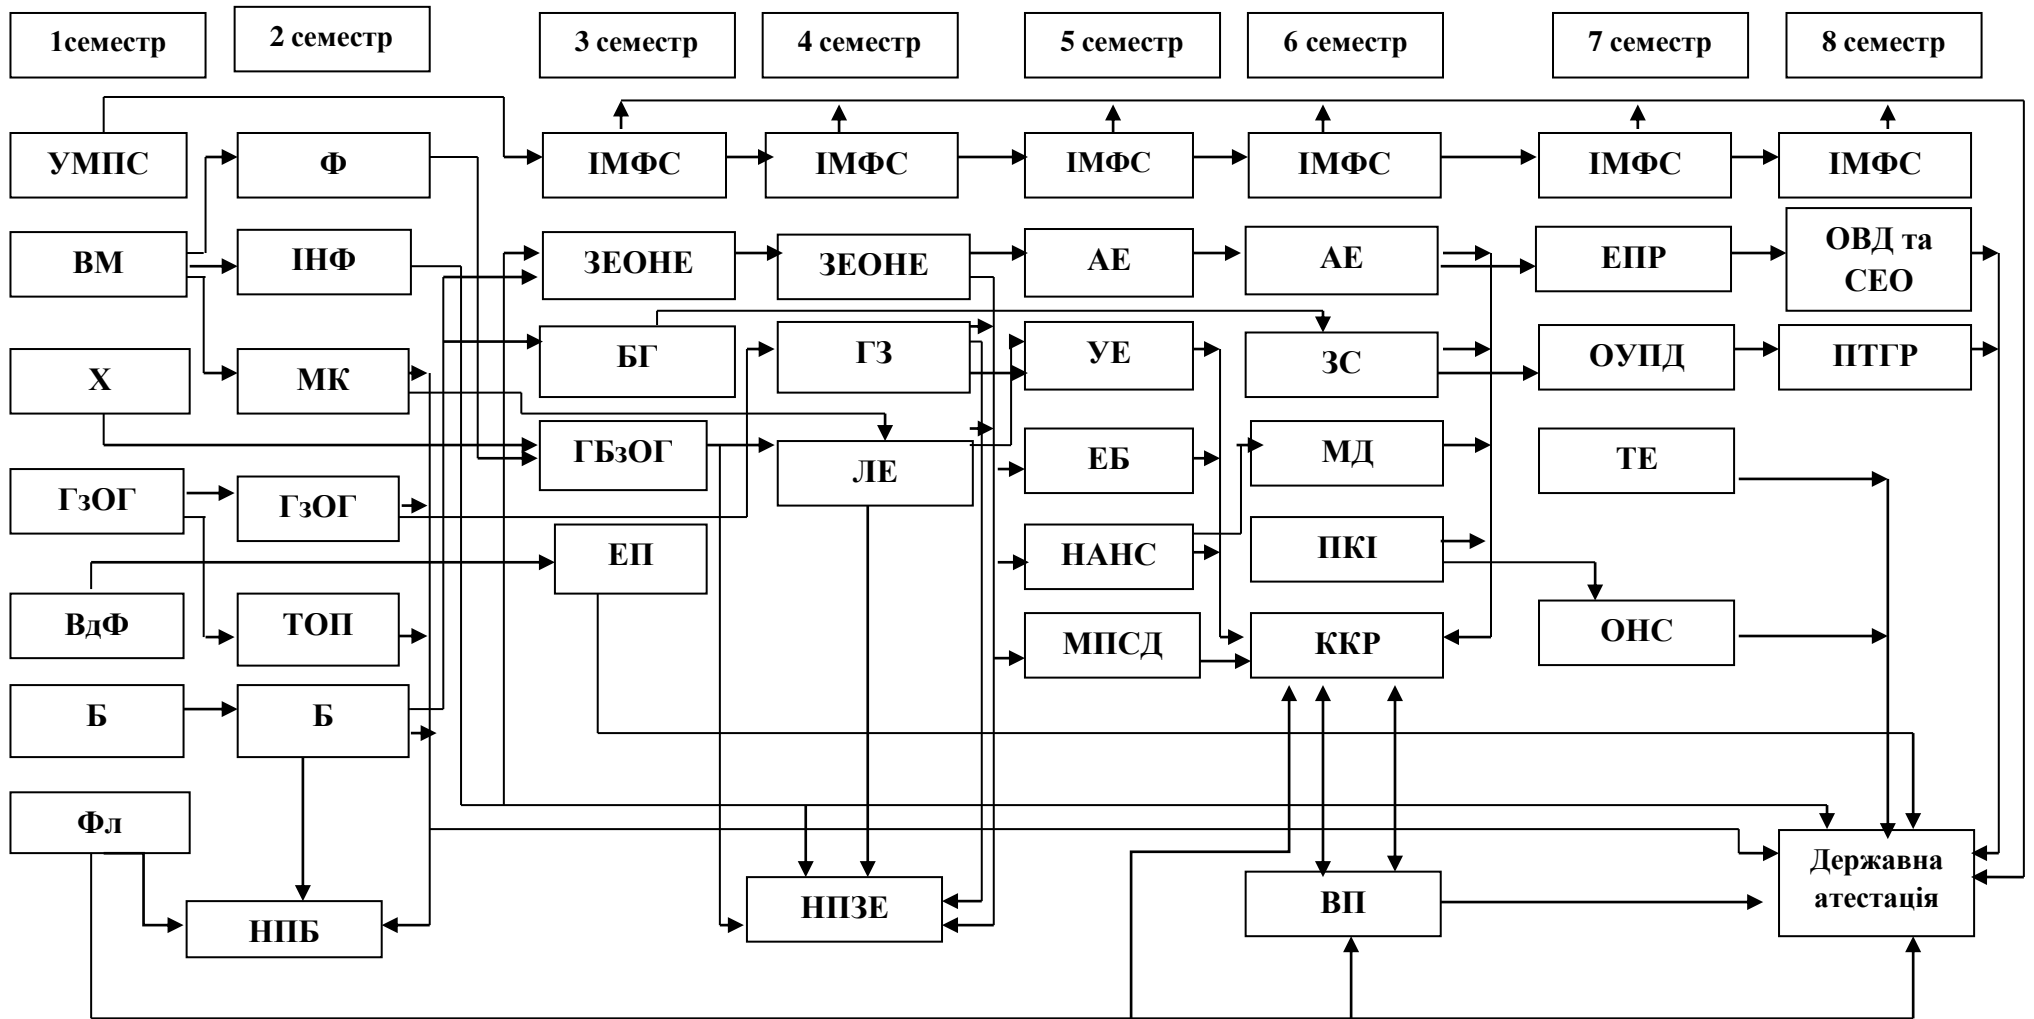 1семестр
2 семестр
3 семестр
4 семестр
5 семестр
6 семестр
7 семестр
8 семестр
УМПС
Ф
ІМФС
ІМФС
ІМФС
ІМФС
ІМФС
ІМФС
ВМ
ІНФ
ЗЕОНЕ
ЗЕОНЕ
АЕ
АЕ
ЕПР
ОВД та
СЕО
Х
МК
БГ
ГЗ
УЕ
ЗС
ОУПД
ПТГР
ГзОГ
ГзОГ
ГБзОГ
ЛЕ
ЕБ
МД
ТЕ
ВдФ
ТОП
ЕП
НАНС
ПКІ
ОНС
МПСД
ККР
Б
Б
Фл
НПБ
НПЗЕ
ВП
Державна
атестація